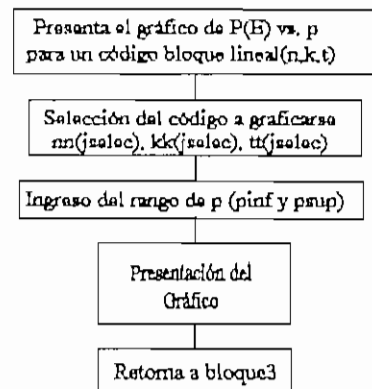 Presenta el gráfico de P(E) vs. p
para un código bloque lineal(n,k,t)
Selección del código a graficarse
nn(jselec), kk(jselec), tt(jselec)
Ingreso del rango de p (pinf y psup)
Presentación del
Gráfico
Retorna a bloque3